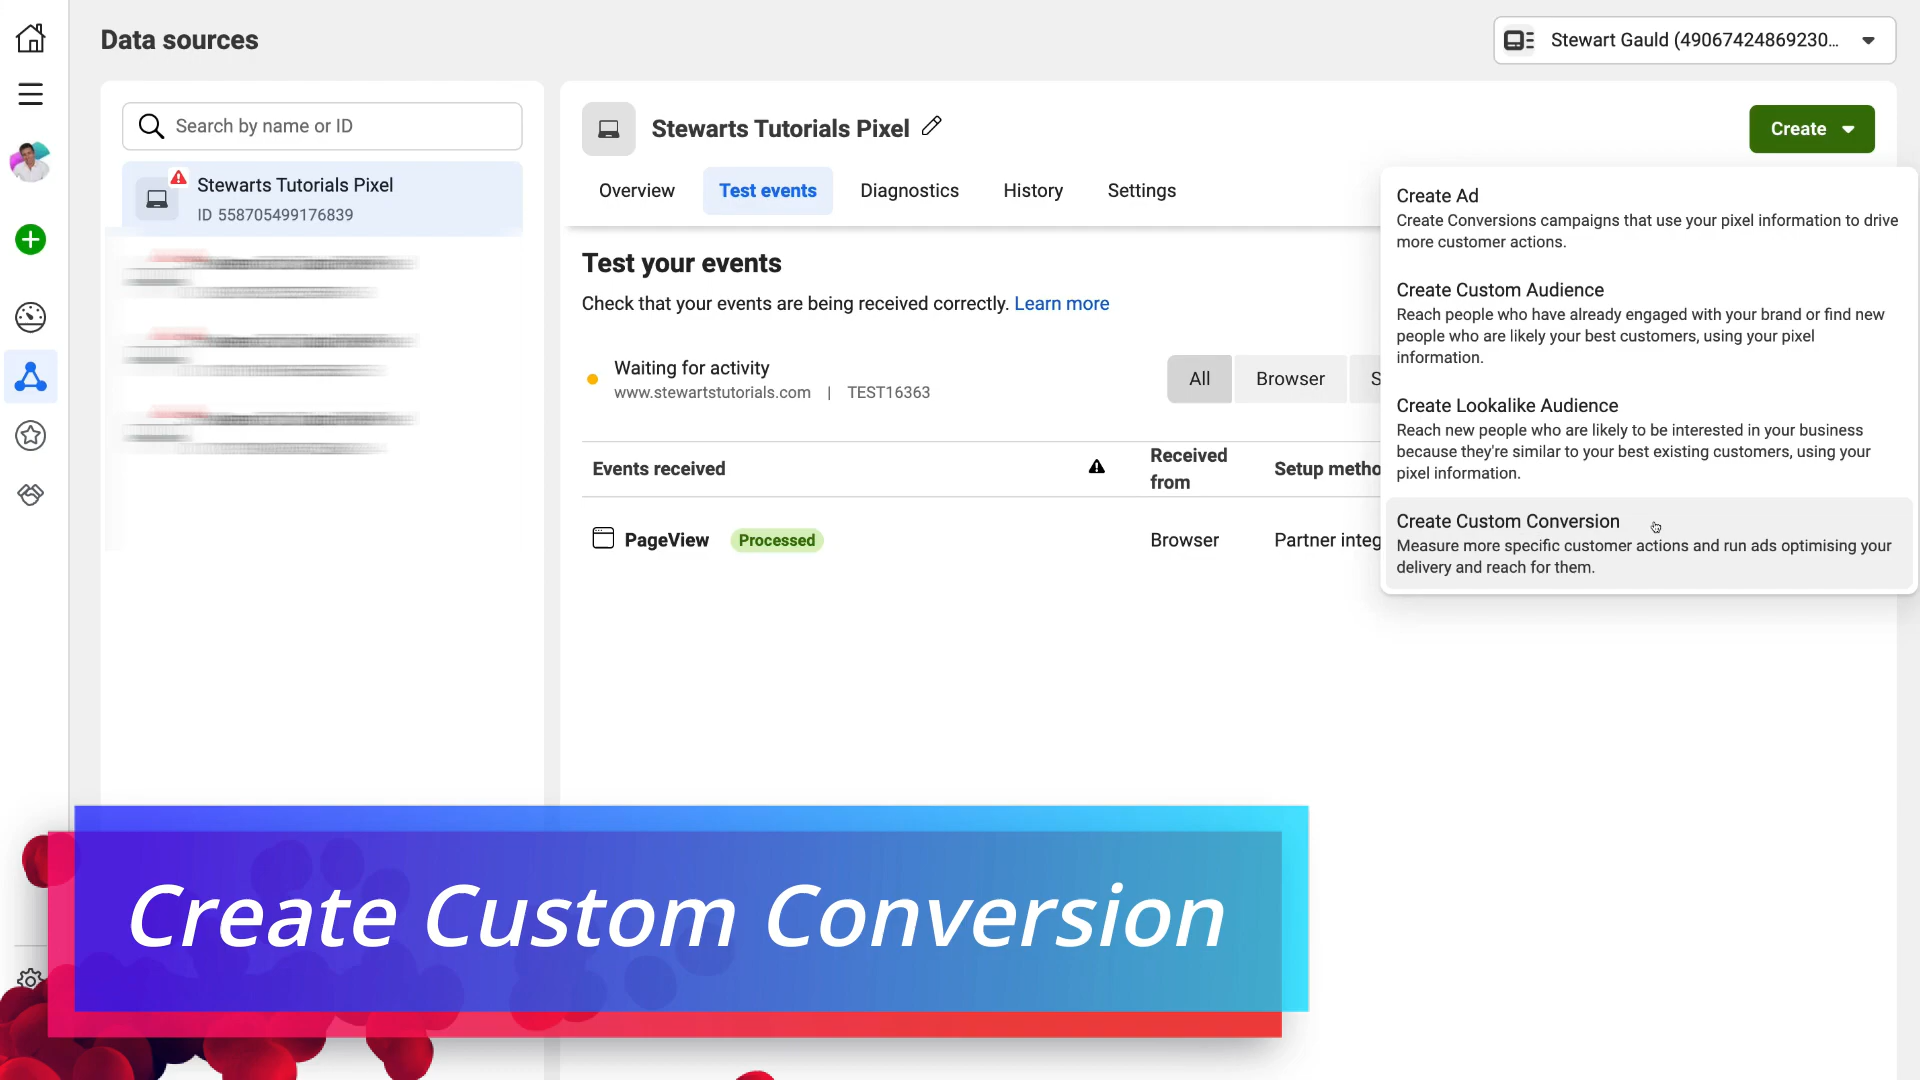 Data sources
Stewart Gauld (49067424869230...
Search by name or ID
Stewarts Tutorials Pixel
ID 558705499176839
Stewarts Tutorials Pixel
Create
Overview
Test events
Diagnostics
History
Settings
Test your events
Check that your events are being received correctly. Learn more
Waiting for activity
www.stewartstutorials.com | TEST16363
All
Browser
S
Events received
Received
from
Setup metho
PageView
Processed
Browser
Partner integ
Create Ad
Create Conversions campaigns that use your pixel information to drive
more customer actions.
Create Custom Audience
Reach people who have already engaged with your brand or find new
people who are likely your best customers, using your pixel
information.
Create Lookalike Audience
Reach new people who are likely to be interested in your business
because they're similar to your best existing customers, using your
pixel information.
Create Custom Conversion
Measure more specific customer actions and run ads optimising your
delivery and reach for them.
Create Custom Conversion